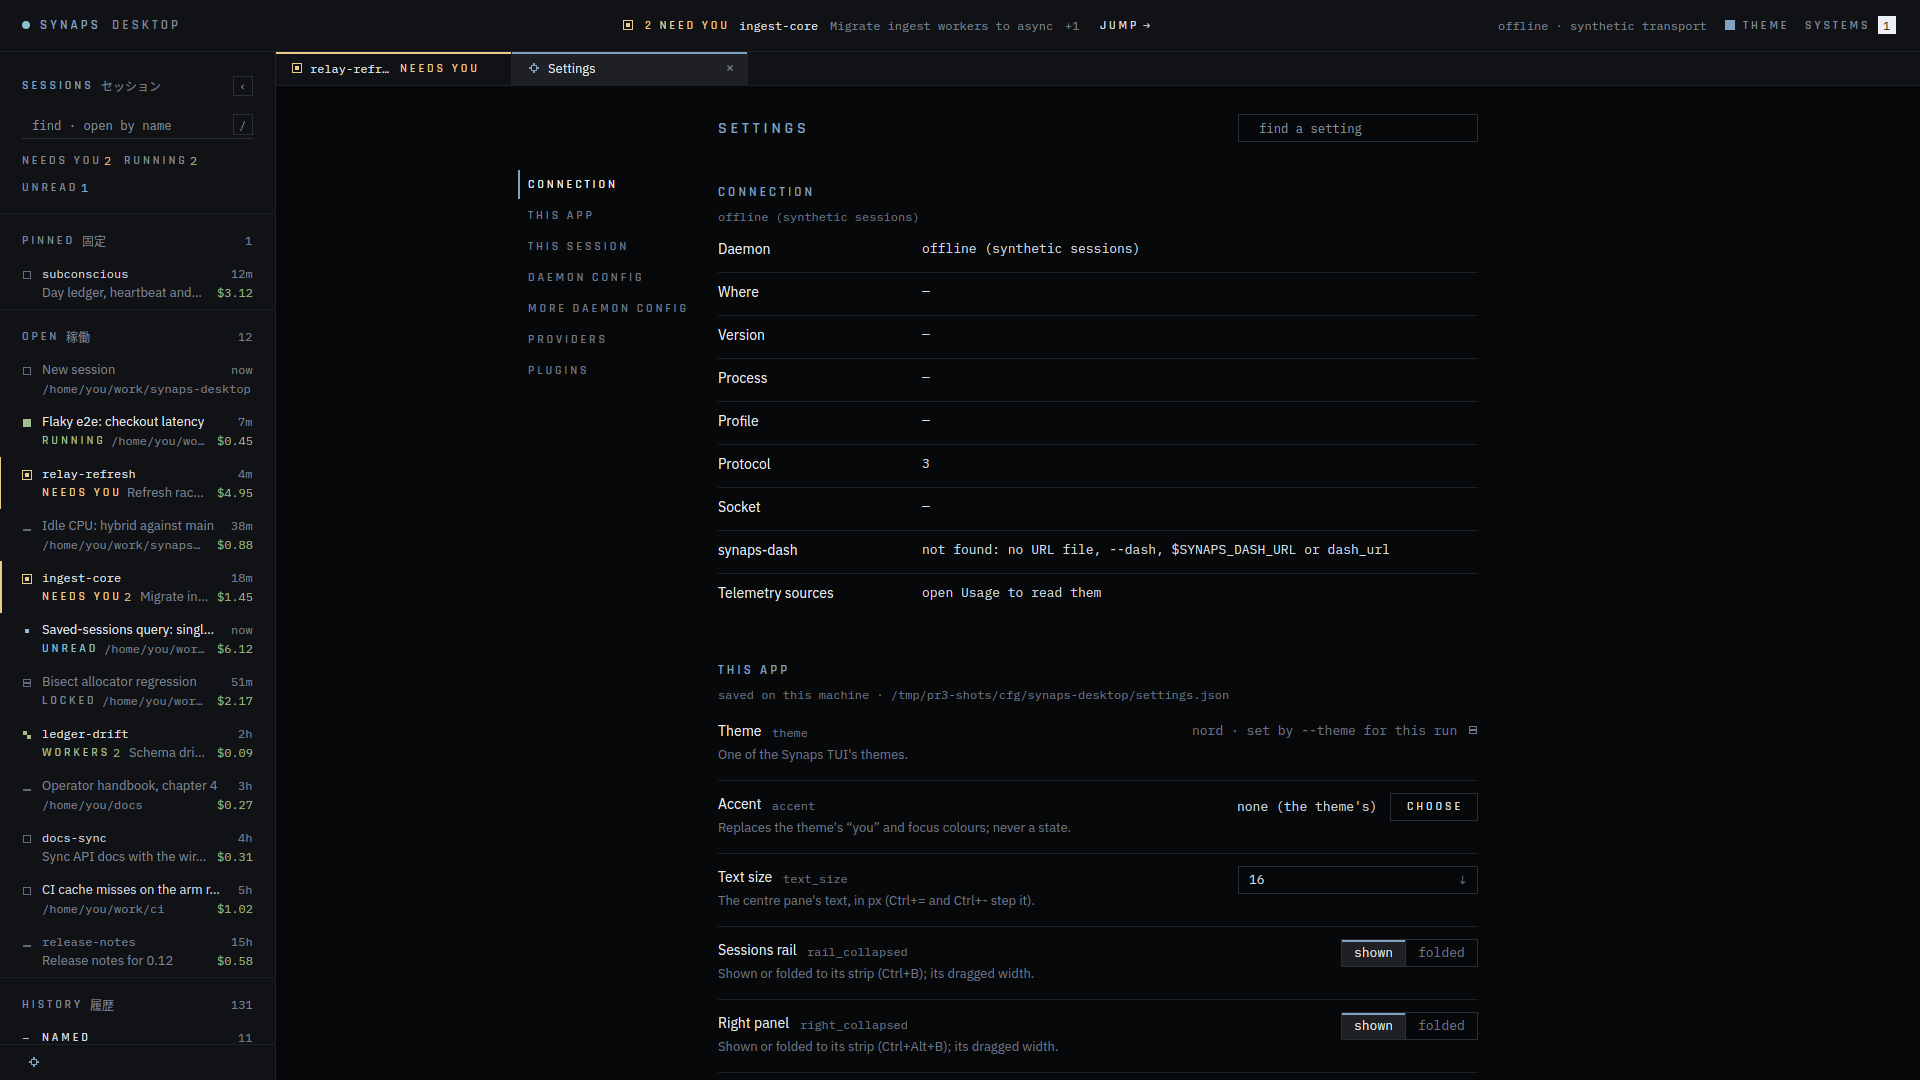 SYNAPS DESKTOP
2 NEED YOU ingest-core Migrate ingest workers to async +1 JUMP →
offline · synthetic transport THEME SYSTEMS 1
relay-refr… NEEDS YOU
Settings ×
SESSIONS セッション ‹
find · open by name /
NEEDS YOU 2 RUNNING 2
UNREAD 1
PINNED 固定 1
subconscious 12m
Day ledger, heartbeat and… $3.12
OPEN 稼働 12
New session now
/home/you/work/synaps-desktop
Flaky e2e: checkout latency 7m
RUNNING /home/you/wo… $0.45
relay-refresh 4m
NEEDS YOU Refresh rac… $4.95
Idle CPU: hybrid against main 38m
/home/you/work/synaps… $0.88
ingest-core 18m
NEEDS YOU 2 Migrate in… $1.45
Saved-sessions query: singl… now
UNREAD /home/you/wor… $6.12
Bisect allocator regression 51m
LOCKED /home/you/wor… $2.17
ledger-drift 2h
WORKERS 2 Schema dri… $0.09
Operator handbook, chapter 4 3h
/home/you/docs $0.27
docs-sync 4h
Sync API docs with the wir… $0.31
CI cache misses on the arm r… 5h
/home/you/work/ci $1.02
release-notes 15h
Release notes for 0.12 $0.58
HISTORY 履歴 131
– NAMED 11
SETTINGS
find a setting
CONNECTION
THIS APP
THIS SESSION
DAEMON CONFIG
MORE DAEMON CONFIG
PROVIDERS
PLUGINS
CONNECTION
offline (synthetic sessions)
Daemon offline (synthetic sessions)
Where —
Version —
Process —
Profile —
Protocol 3
Socket —
synaps-dash not found: no URL file, --dash, $SYNAPS_DASH_URL or dash_url
Telemetry sources open Usage to read them
THIS APP
saved on this machine · /tmp/pr3-shots/cfg/synaps-desktop/settings.json
Theme theme nord · set by --theme for this run
One of the Synaps TUI's themes.
Accent accent none (the theme's) CHOOSE
Replaces the theme's “you” and focus colours; never a state.
Text size text_size 16 ↓
The centre pane's text, in px (Ctrl+= and Ctrl+- step it).
Sessions rail rail_collapsed shown folded
Shown or folded to its strip (Ctrl+B); its dragged width.
Right panel right_collapsed shown folded
Shown or folded to its strip (Ctrl+Alt+B); its dragged width.